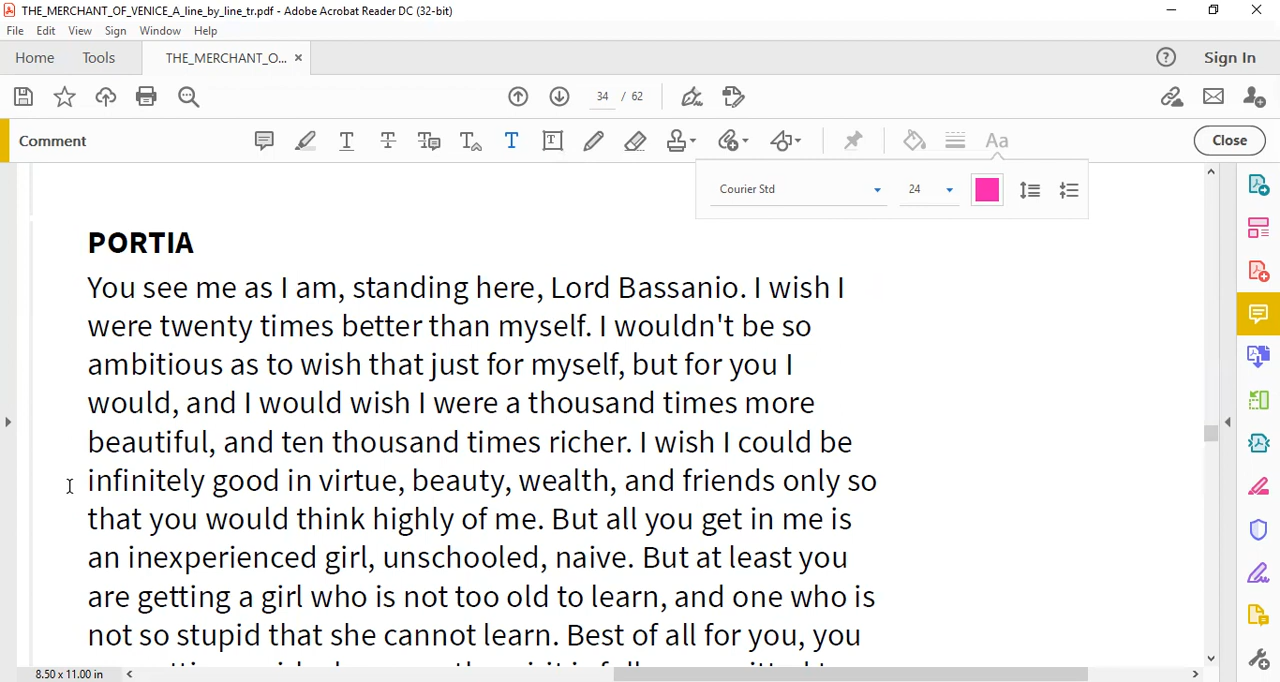 THE_MERCHANT_OF_VENICE_A_line_by_line_tr.pdf - Adobe Acrobat Reader DC (32-bit)
File Edit View Sign Window Help
Home Tools THE_MERCHANT_O... × Sign In
34 / 62
Comment Close
Courier Std 24
PORTIA
You see me as I am, standing here, Lord Bassanio. I wish I
were twenty times better than myself. I wouldn't be so
ambitious as to wish that just for myself, but for you I
would, and I would wish I were a thousand times more
beautiful, and ten thousand times richer. I wish I could be
infinitely good in virtue, beauty, wealth, and friends only so
that you would think highly of me. But all you get in me is
an inexperienced girl, unschooled, naive. But at least you
are getting a girl who is not too old to learn, and one who is
not so stupid that she cannot learn. Best of all for you, you
8.50 x 11.00 in